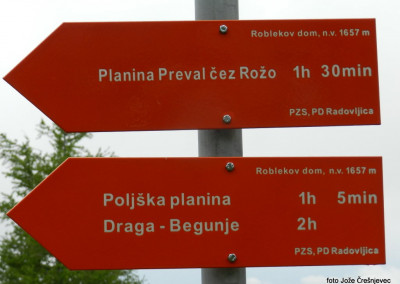 Roblekov dom, n.v. 1657 m
Planina Preval čez Rožo 1h 30min
PZS, PD Radovljica
Roblekov dom, n.v. 1657 m
Poljška planina 1h 5min
Draga - Begunje 2h
PZS, PD Radovljica
foto Jože Črešnjevec